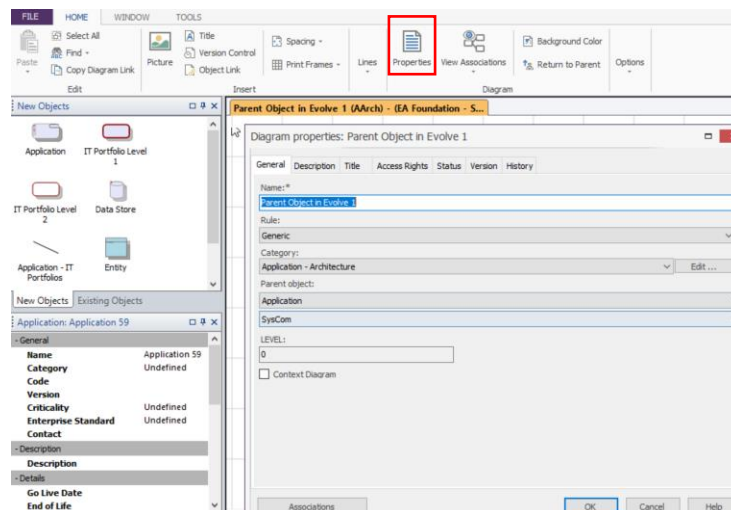 FILE HOME WINDOW TOOLS
Select All
Find
Paste
Copy Diagram Link
Edit
Picture
Title
Version Control
Object Link
Spacing
Print Frames
Insert
Lines
Properties
View Associations
Background Color
Return to Parent
Diagram
Options
New Objects
Application
IT Portfolio Level
1
IT Portfolio Level
2
Data Store
Application - IT
Portfolios
Entity
New Objects Existing Objects
Application: Application 59
- General
Name Application 59
Category Undefined
Code
Version
Criticality Undefined
Enterprise Standard Undefined
Contact
- Description
Description
- Details
Go Live Date
End of Life
Parent Object in Evolve 1 (AArch) - (EA Foundation - S...
Diagram properties: Parent Object in Evolve 1
General Description Title Access Rights Status Version History
Name:*
Parent Object in Evolve 1
Rule:
Generic
Category:
Application - Architecture
Edit ...
Parent object:
Application
SysCom
LEVEL:
0
Context Diagram
Associations OK Cancel Help